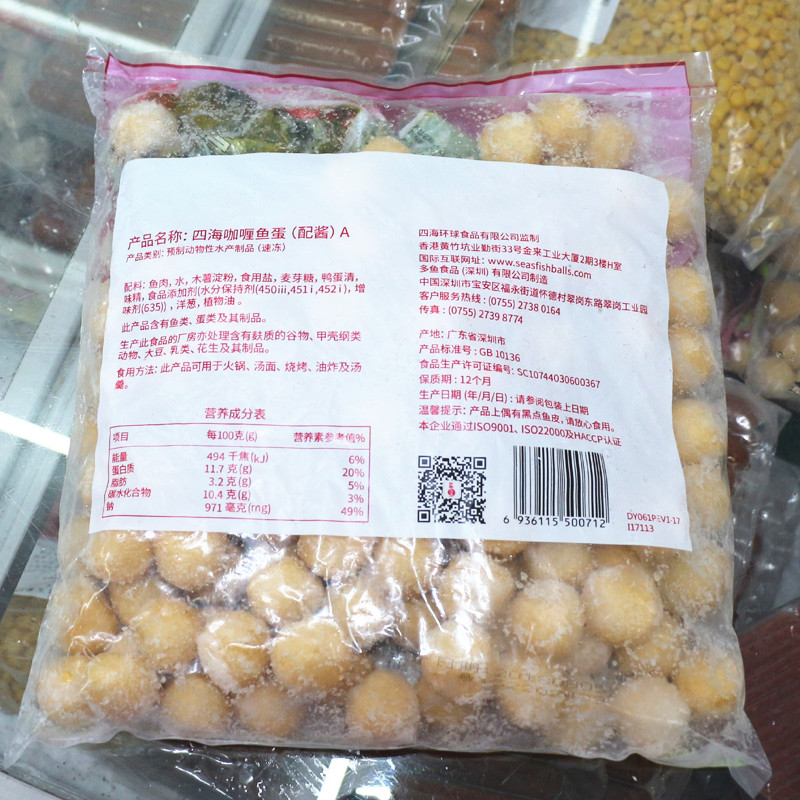 产品名称：四海咖喱鱼蛋（配酱）A
产品类别：预制动物性水产制品（速冻）
配料：鱼肉，水，木薯淀粉，食用盐，麦芽糖，鸭蛋清，
味精，食品添加剂(水分保持剂(450iii,451i,452i)，增
味剂(635))，洋葱，植物油。
此产品含有鱼类、蛋类及其制品。
生产此食品的厂房亦处理含有麸质的谷物、甲壳纲类
动物、大豆、乳类、花生及其制品。
食用方法：此产品可用于火锅、汤面、烧烤、油炸及汤
羹。
营养成分表
项目 每100克(g) 营养素参考值%
能量 494 千焦(kJ) 6%
蛋白质 11.7 克(g) 20%
脂肪 3.2 克(g) 5%
碳水化合物 10.4 克(g) 3%
钠 971 毫克(mg) 49%
四海环球食品有限公司监制
香港黄竹坑业勤街33号金来工业大厦2期3楼H室
国际互联网址：www.seasfishballs.com
多鱼食品（深圳）有限公司制造
中国深圳市宝安区福永街道怀德村翠岗东路翠岗工业园
客户服务热线：(0755) 2738 0164
传真：(0755) 2739 8774
产地：广东省深圳市
产品标准号：GB 10136
食品生产许可证编号：SC10744030600367
保质期：12个月
生产日期（年/月/日）：请参阅包装上日期
温馨提示：产品上偶有黑点鱼皮，请放心食用。
本企业通过ISO9001、ISO22000及HACCP认证
6 936115 500712
DY061PEV1-17
I17113